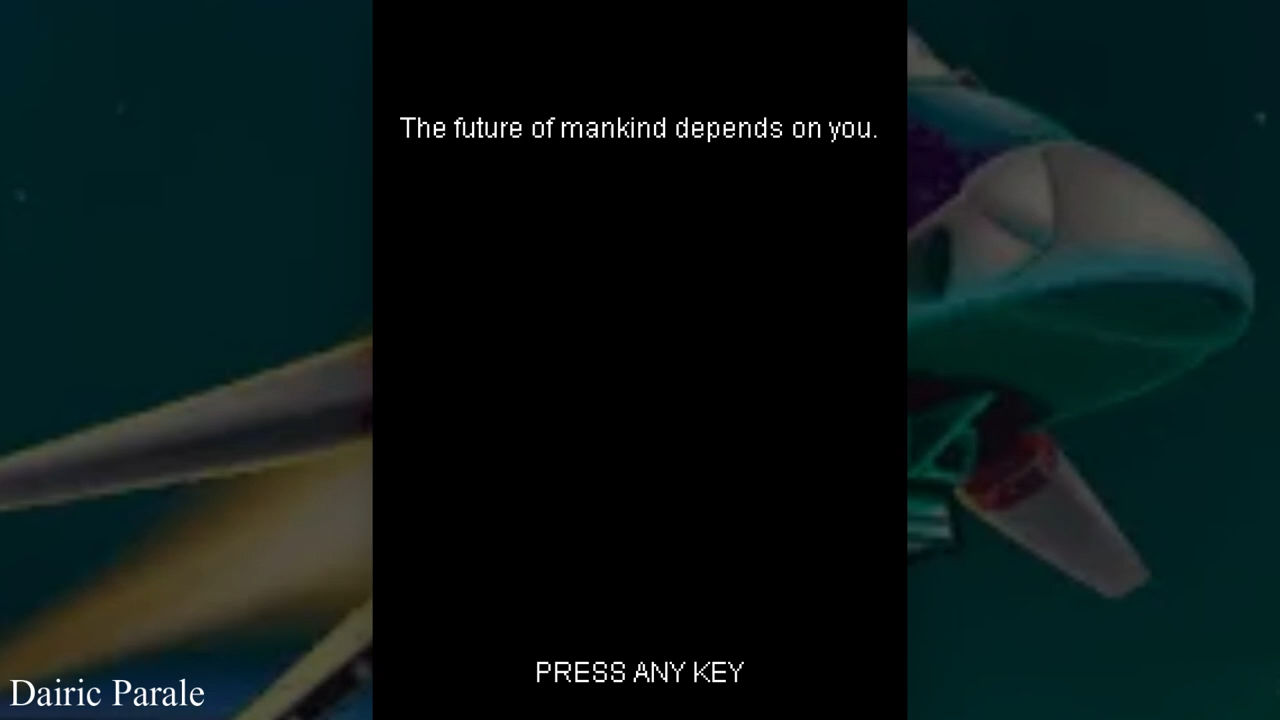 The future of mankind depends on you.
PRESS ANY KEY
Dairic Parale